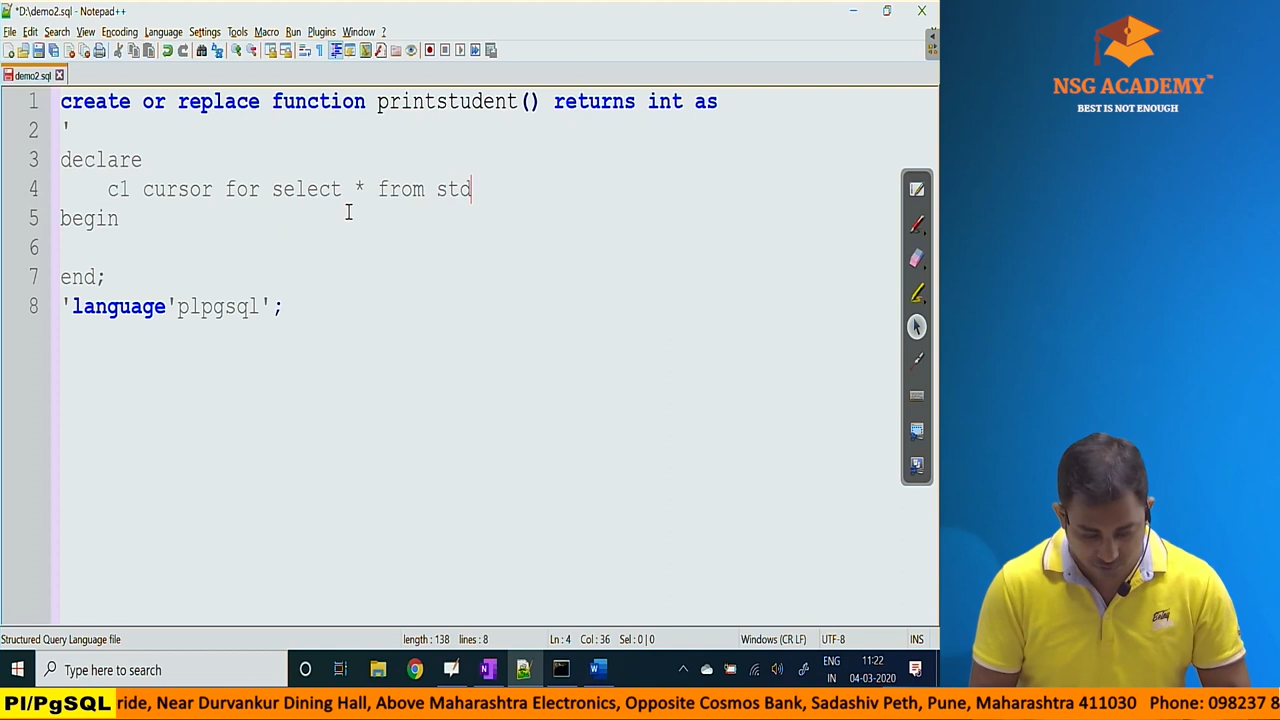 *D:\demo2.sql - Notepad++
File Edit Search View Encoding Language Settings Tools Macro Run Plugins Window ?
demo2.sql
1 create or replace function printstudent() returns int as
2 '
3 declare
4 c1 cursor for select * from std
5 begin
6
7 end;
8 'language'plpgsql';
NSG ACADEMY™
BEST IS NOT ENOUGH
Structured Query Language file length : 138 lines : 8 Ln : 4 Col : 36 Sel : 0 | 0 Windows (CR LF) UTF-8 INS
Type here to search
ENG
IN
11:22
04-03-2020
Pl/PgSQL
ride, Near Durvankur Dining Hall, Above Maharashtra Electronics, Opposite Cosmos Bank, Sadashiv Peth, Pune, Maharashtra 411030 Phone: 098237 8